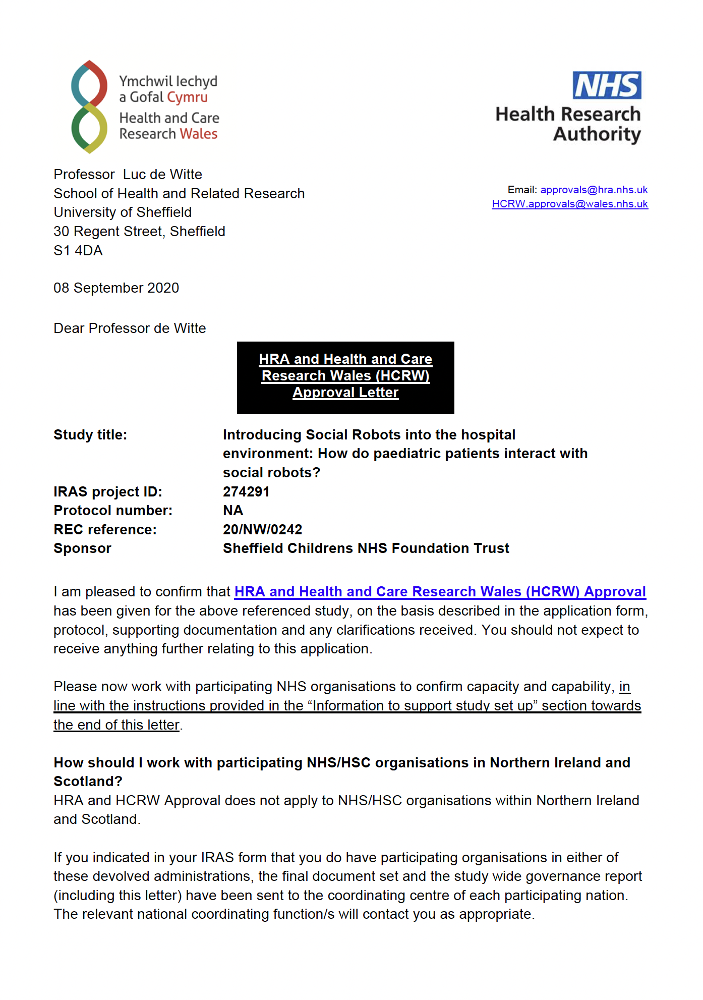 Ymchwil Iechyd
a Gofal Cymru
Health and Care
Research Wales
NHS
Health Research
Authority
Professor  Luc de Witte
School of Health and Related Research
University of Sheffield
30 Regent Street, Sheffield
S1 4DA
Email: approvals@hra.nhs.uk
HCRW.approvals@wales.nhs.uk
08 September 2020
Dear Professor de Witte
HRA and Health and Care
Research Wales (HCRW)
Approval Letter
Study title: Introducing Social Robots into the hospital
environment: How do paediatric patients interact with
social robots?
IRAS project ID: 274291
Protocol number: NA
REC reference: 20/NW/0242
Sponsor Sheffield Childrens NHS Foundation Trust
I am pleased to confirm that HRA and Health and Care Research Wales (HCRW) Approval
has been given for the above referenced study, on the basis described in the application form,
protocol, supporting documentation and any clarifications received. You should not expect to
receive anything further relating to this application.
Please now work with participating NHS organisations to confirm capacity and capability, in
line with the instructions provided in the “Information to support study set up” section towards
the end of this letter.
How should I work with participating NHS/HSC organisations in Northern Ireland and
Scotland?
HRA and HCRW Approval does not apply to NHS/HSC organisations within Northern Ireland
and Scotland.
If you indicated in your IRAS form that you do have participating organisations in either of
these devolved administrations, the final document set and the study wide governance report
(including this letter) have been sent to the coordinating centre of each participating nation.
The relevant national coordinating function/s will contact you as appropriate.